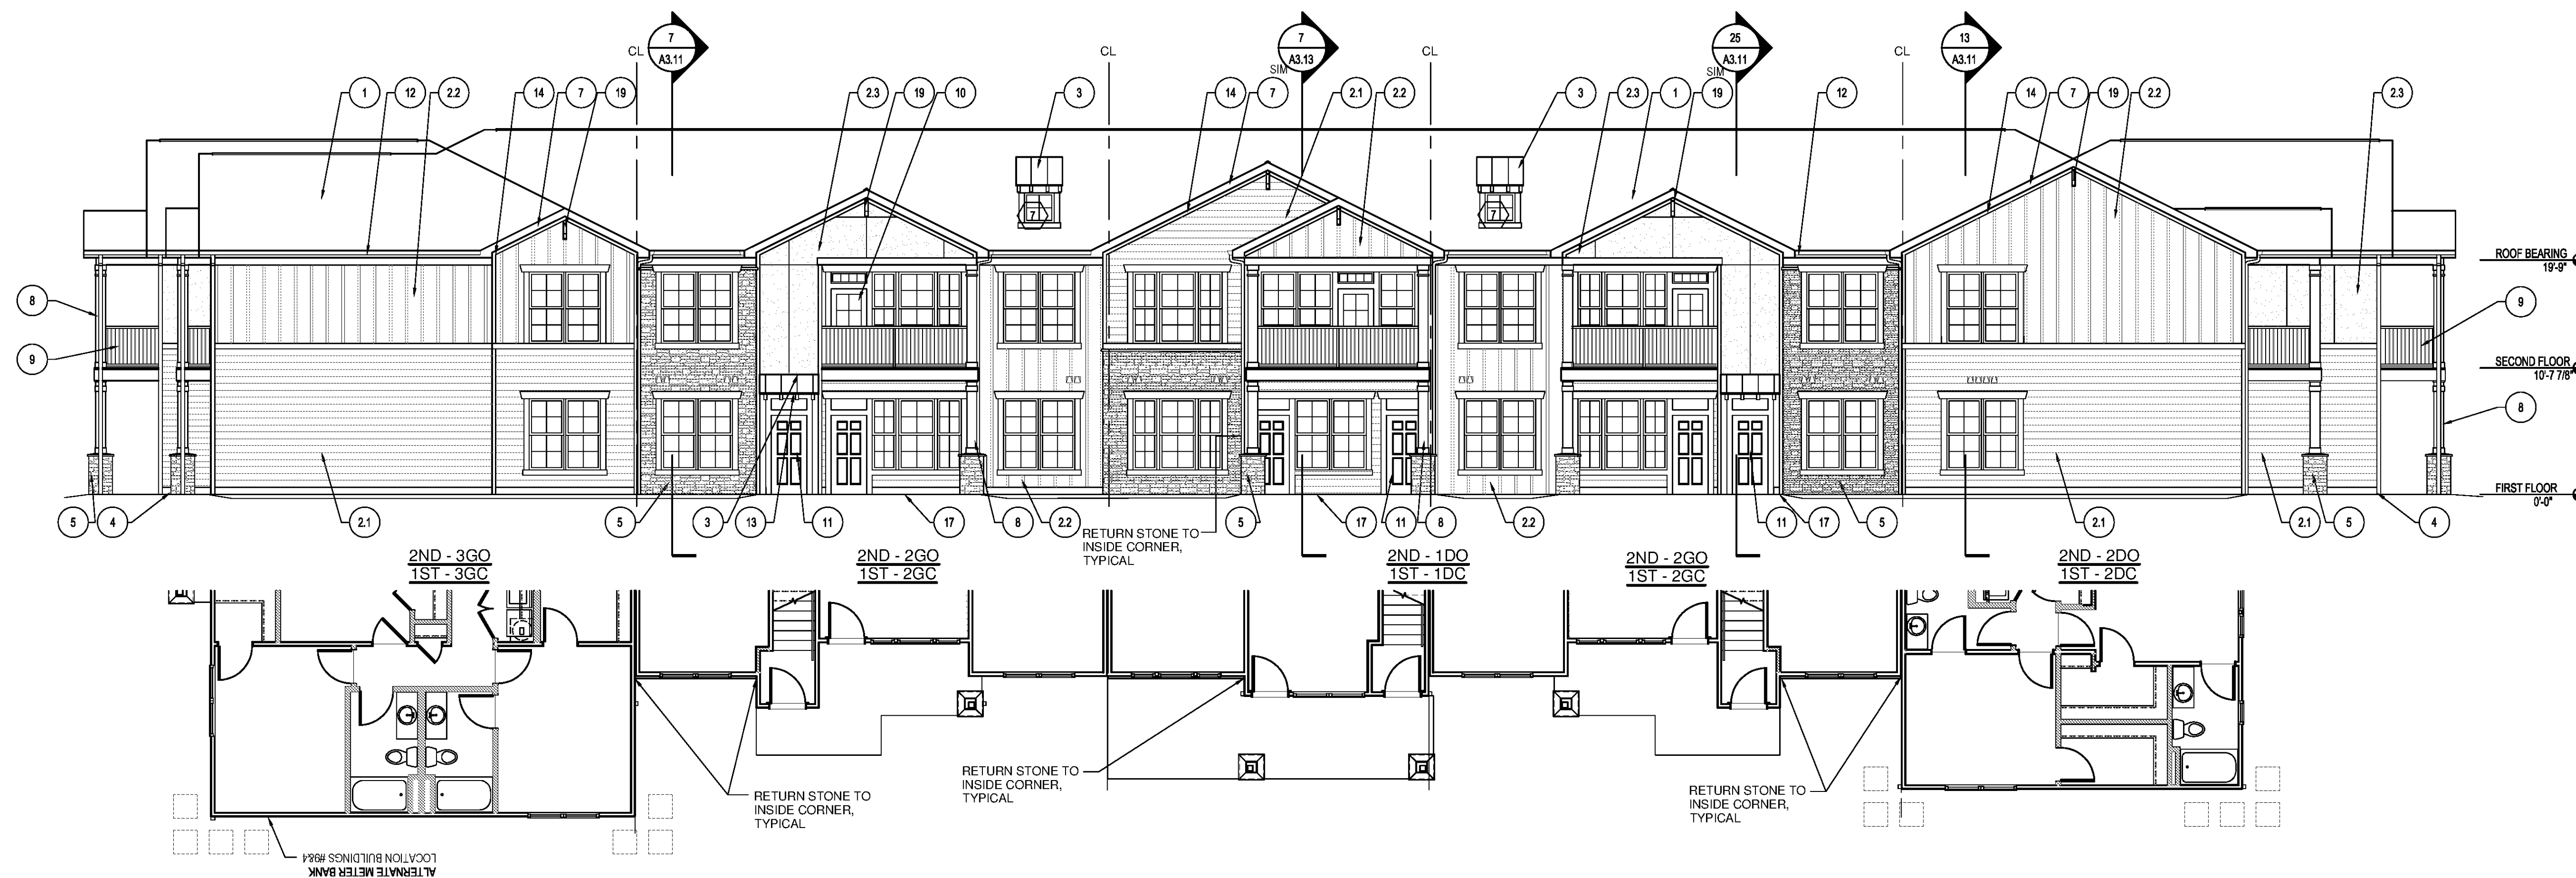 CL
7
A3.11
CL
7
A3.13
SIM
CL
25
A3.11
SIM
CL
13
A3.11
1
12
2.2
14
7
19
2.3
19
10
3
14
7
2.1
2.2
3
2.3
1
19
12
14
7
19
2.2
2.3
7
7
ROOF BEARING
19'-9"
8
9
9
SECOND FLOOR
10'-7 7/8"
8
FIRST FLOOR
0'-0"
5
4
2.1
5
3
13
11
17
8
2.2
RETURN STONE TO
INSIDE CORNER,
TYPICAL
5
17
11
8
2.2
11
17
5
2.1
2.1
5
4
2ND - 3GO
1ST - 3GC
2ND - 2GO
1ST - 2GC
2ND - 1DO
1ST - 1DC
2ND - 2GO
1ST - 2GC
2ND - 2DO
1ST - 2DC
RETURN STONE TO
INSIDE CORNER,
TYPICAL
RETURN STONE TO
INSIDE CORNER,
TYPICAL
RETURN STONE TO
INSIDE CORNER,
TYPICAL
ALTERNATE METER BANK
LOCATION BUILDINGS #9&4